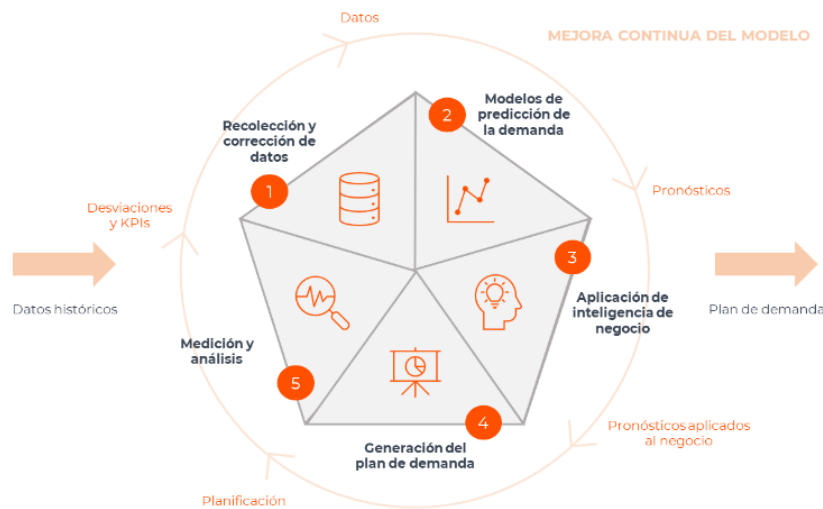 Datos
MEJORA CONTINUA DEL MODELO
Recolección y
corrección de
datos
1
2
Modelos de
predicción de
la demanda
Desviaciones
y KPIs
Pronósticos
Datos históricos
3
Aplicación de
inteligencia de
negocio
Plan de demanda
Medición y
análisis
5
4
Generación del
plan de demanda
Pronósticos aplicados
al negocio
Planificación